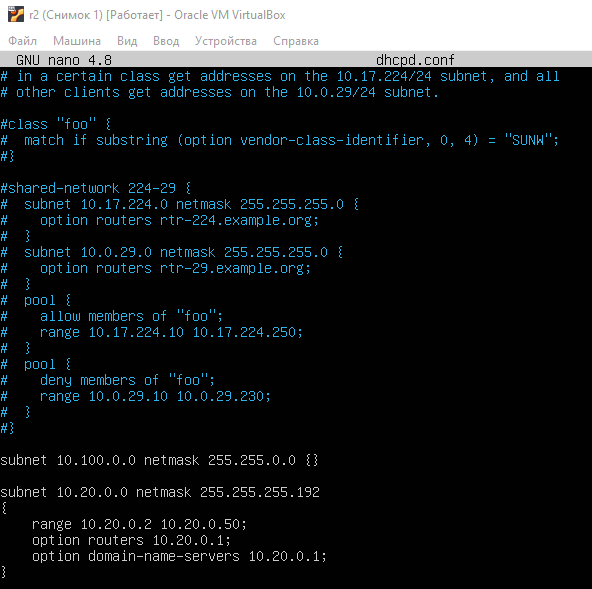 r2 (Снимок 1) [Работает] - Oracle VM VirtualBox
Файл Машина Вид Ввод Устройства Справка
GNU nano 4.8 dhcpd.conf
# in a certain class get addresses on the 10.17.224/24 subnet, and all
# other clients get addresses on the 10.0.29/24 subnet.
#class "foo" {
#  match if substring (option vendor-class-identifier, 0, 4) = "SUNW";
#}
#shared-network 224-29 {
#  subnet 10.17.224.0 netmask 255.255.255.0 {
#    option routers rtr-224.example.org;
#  }
#  subnet 10.0.29.0 netmask 255.255.255.0 {
#    option routers rtr-29.example.org;
#  }
#  pool {
#    allow members of "foo";
#    range 10.17.224.10 10.17.224.250;
#  }
#  pool {
#    deny members of "foo";
#    range 10.0.29.10 10.0.29.230;
#  }
#}
subnet 10.100.0.0 netmask 255.255.0.0 {}
subnet 10.20.0.0 netmask 255.255.255.192
{
    range 10.20.0.2 10.20.0.50;
    option routers 10.20.0.1;
    option domain-name-servers 10.20.0.1;
}